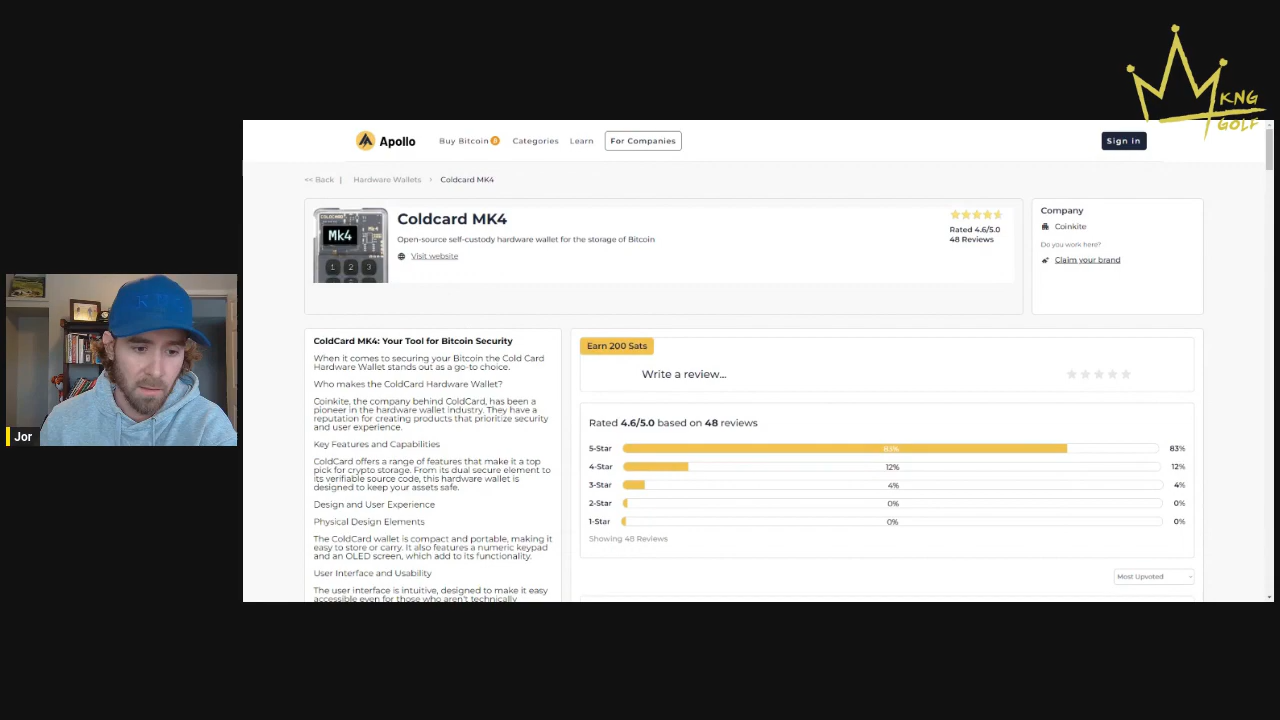 KNG
GOLF
Apollo
Buy Bitcoin
Categories
Learn
For Companies
Sign In
<< Back |
Hardware Wallets
›
Coldcard MK4
COLDCARD
Mk4
1 2 3
Coldcard MK4
Open-source self-custody hardware wallet for the storage of Bitcoin
Visit website
Rated 4.6/5.0
48 Reviews
Company
Coinkite
Do you work here?
Claim your brand
ColdCard MK4: Your Tool for Bitcoin Security
When it comes to securing your Bitcoin the Cold Card
Hardware Wallet stands out as a go-to choice.
Who makes the ColdCard Hardware Wallet?
Coinkite, the company behind ColdCard, has been a
pioneer in the hardware wallet industry. They have a
reputation for creating products that prioritize security
and user experience.
Key Features and Capabilities
ColdCard offers a range of features that make it a top
pick for crypto storage. From its dual secure element to
its verifiable source code, this hardware wallet is
designed to keep your assets safe.
Design and User Experience
Physical Design Elements
The ColdCard wallet is compact and portable, making it
easy to store or carry. It also features a numeric keypad
and an OLED screen, which add to its functionality.
User Interface and Usability
The user interface is intuitive, designed to make it easy
accessible even for those who aren't technically
Earn 200 Sats
Write a review...
Rated 4.6/5.0 based on 48 reviews
5-Star 83% 83%
4-Star 12% 12%
3-Star 4% 4%
2-Star 0% 0%
1-Star 0% 0%
Showing 48 Reviews
Most Upvoted
Jor